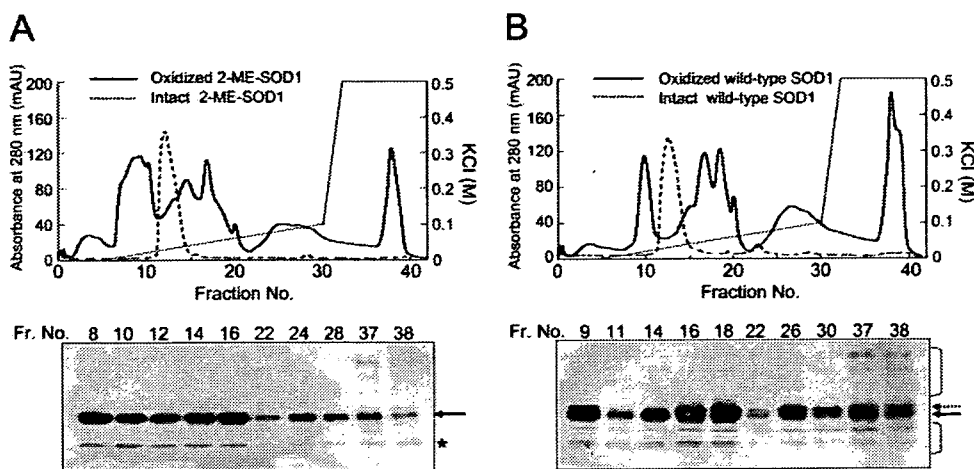 A
Oxidized 2-ME-SOD1
Intact 2-ME-SOD1
Absorbance at 280 nm (mAU)
200
160
120
80
40
0
0.5
0.4
0.3
0.2
0.1
0
KCl (M)
0 10 20 30 40
Fraction No.
Fr. No. 8 10 12 14 16 22 24 28 37 38
*
B
Oxidized wild-type SOD1
Intact wild-type SOD1
Absorbance at 280 nm (mAU)
200
160
120
80
40
0
0.5
0.4
0.3
0.2
0.1
0
KCl (M)
0 10 20 30 40
Fraction No.
Fr. No. 9 11 14 16 18 22 26 30 37 38